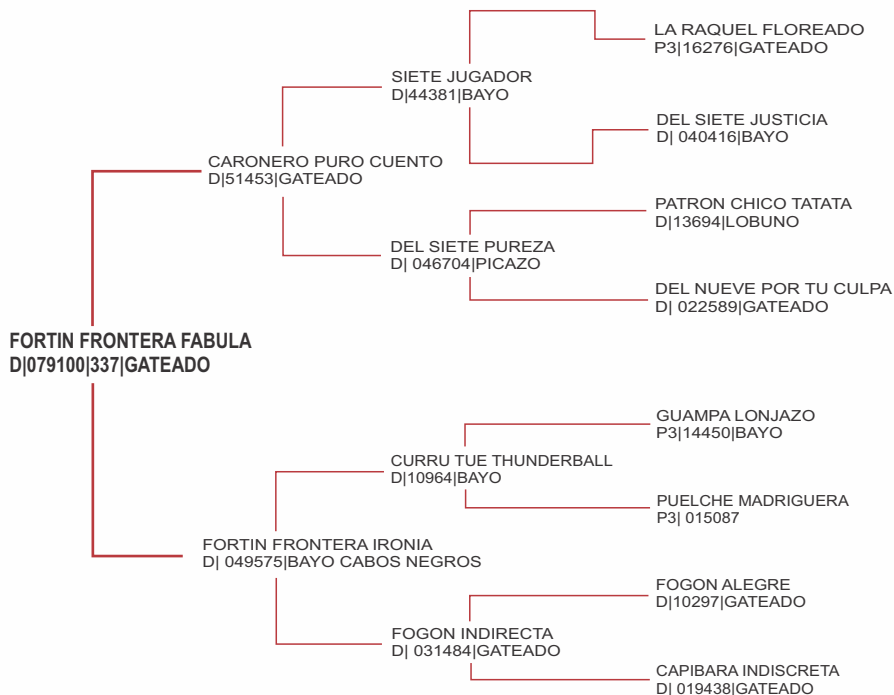 LA RAQUEL FLOREADO
P3|16276|GATEADO
SIETE JUGADOR
D|44381|BAYO
DEL SIETE JUSTICIA
D| 040416|BAYO
CARONERO PURO CUENTO
D|51453|GATEADO
PATRON CHICO TATATA
D|13694|LOBUNO
DEL SIETE PUREZA
D| 046704|PICAZO
DEL NUEVE POR TU CULPA
D| 022589|GATEADO
FORTIN FRONTERA FABULA
D|079100|337|GATEADO
GUAMPA LONJAZO
P3|14450|BAYO
CURRU TUE THUNDERBALL
D|10964|BAYO
PUELCHE MADRIGUERA
P3| 015087
FORTIN FRONTERA IRONIA
D| 049575|BAYO CABOS NEGROS
FOGON ALEGRE
D|10297|GATEADO
FOGON INDIRECTA
D| 031484|GATEADO
CAPIBARA INDISCRETA
D| 019438|GATEADO